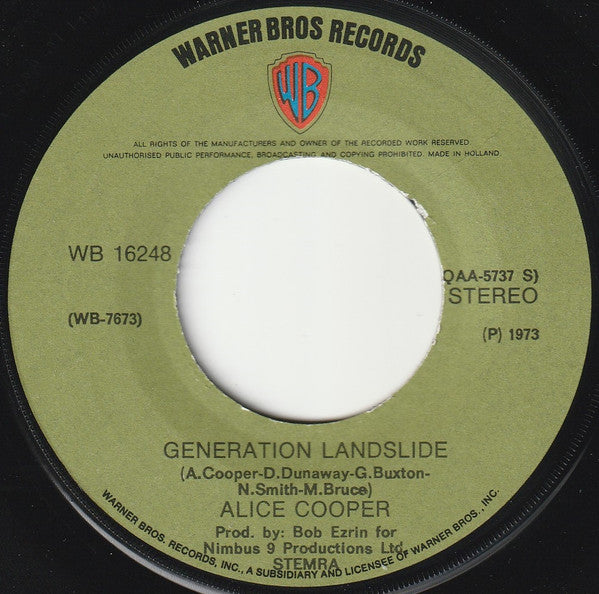 WARNER BROS RECORDS
WB
ALL RIGHTS OF THE MANUFACTURERS AND OWNER OF THE RECORDED WORK RESERVED
UNAUTHORISED PUBLIC PERFORMANCE, BROADCASTING AND COPYING PROHIBITED. MADE IN HOLLAND.
WB 16248
QAA-5737 S)
STEREO
(WB-7673)
(P) 1973
GENERATION LANDSLIDE
(A.Cooper-D.Dunaway-G.Buxton-
N.Smith-M.Bruce)
ALICE COOPER
Prod. by: Bob Ezrin for
Nimbus 9 Productions Ltd.
STEMRA
WARNER BROS. RECORDS, INC., A SUBSIDIARY AND LICENSEE OF WARNER BROS., INC.